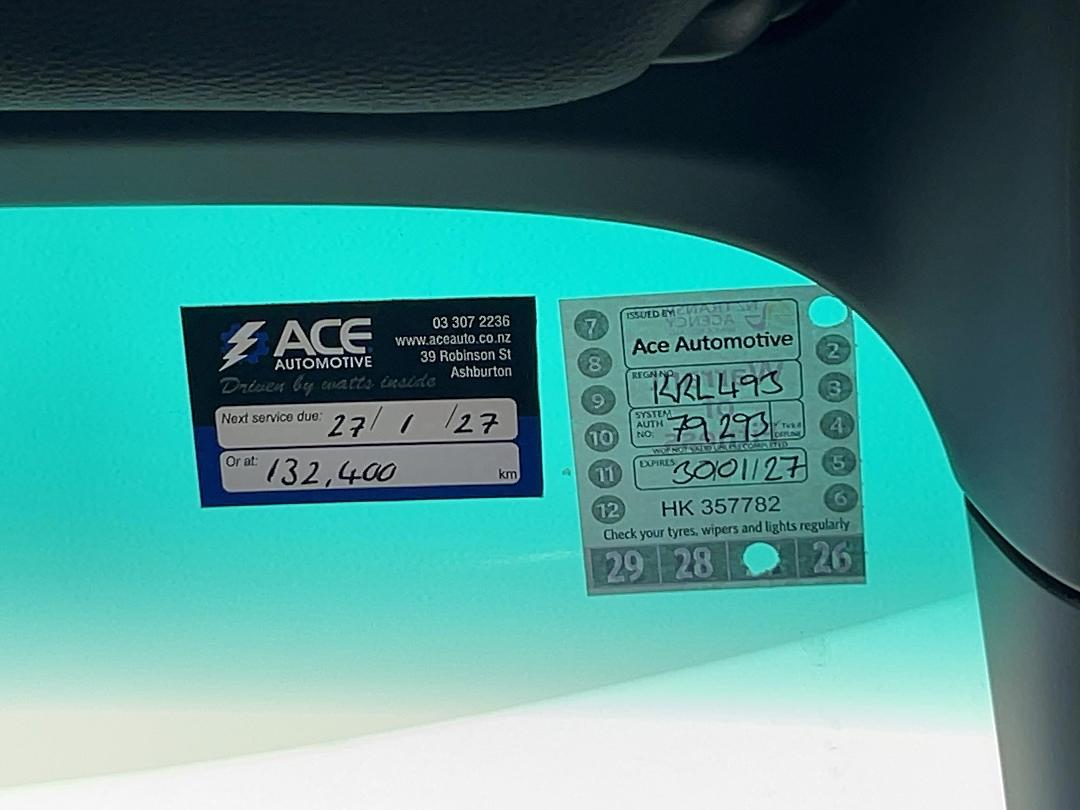 ACE
AUTOMOTIVE
03 307 2236
www.aceauto.co.nz
39 Robinson St
Ashburton
Driven by watts inside
Next service due: 27/ 1 /27
Or at: 132,400 km
ISSUED BY
Ace Automotive
REGN NO.
RRL493
SYSTEM AUTH NO:
79,293
EXPIRES
30/01/27
HK 357782
Check your tyres, wipers and lights regularly
7
8
9
10
11
12
2
3
4
5
6
29 28 26